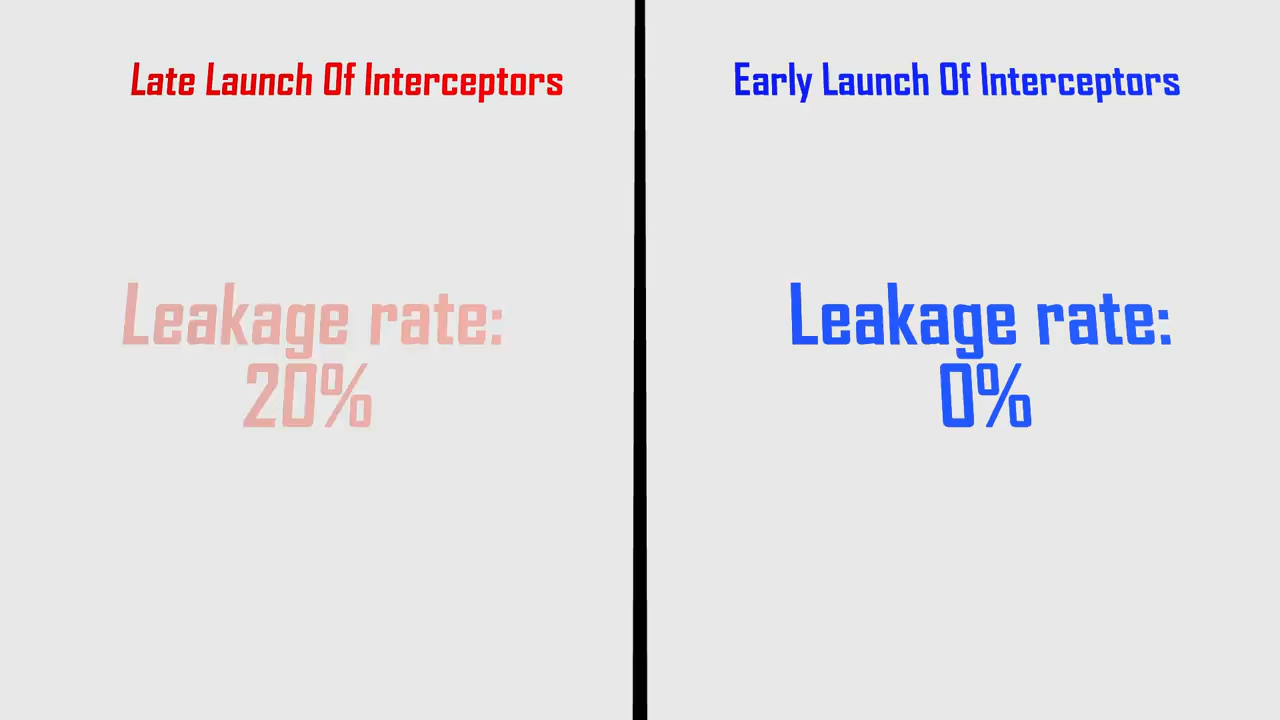 Late Launch Of Interceptors
Leakage rate:
20%
Early Launch Of Interceptors
Leakage rate:
0%